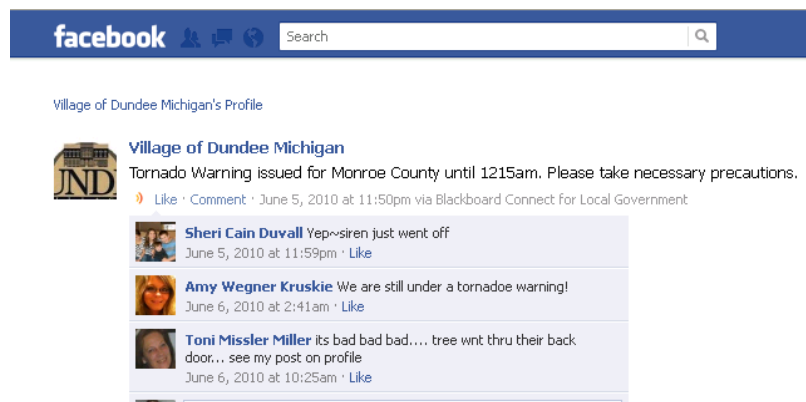 facebook Search
Village of Dundee Michigan's Profile
Village of Dundee Michigan
Tornado Warning issued for Monroe County until 1215am. Please take necessary precautions.
Like · Comment · June 5, 2010 at 11:50pm via Blackboard Connect for Local Government
Sheri Cain Duvall Yep~siren just went off
June 5, 2010 at 11:59pm · Like
Amy Wegner Kruskie We are still under a tornadoe warning!
June 6, 2010 at 2:41am · Like
Toni Missler Miller its bad bad bad.... tree wnt thru their back
door... see my post on profile
June 6, 2010 at 10:25am · Like
JND